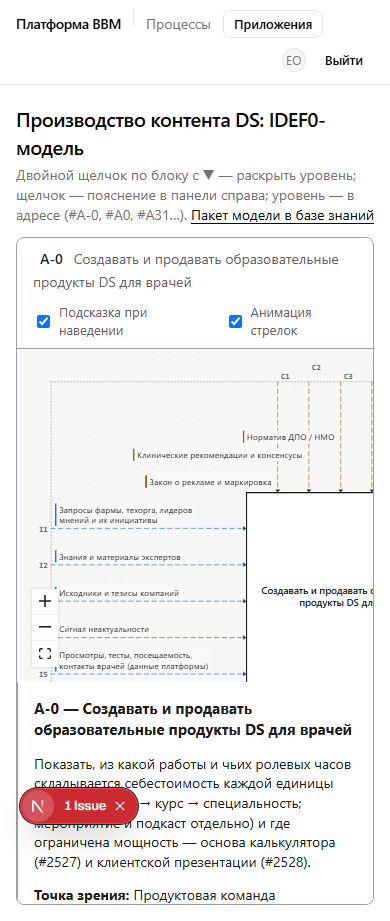 Платформа BBM Процессы Приложения
EO Выйти
Производство контента DS: IDEF0-
модель
Двойной щелчок по блоку с ▼ — раскрыть уровень;
щелчок — пояснение в панели справа; уровень — в
адресе (#A-0, #A0, #A31...). Пакет модели в базе знаний
A-0 Создавать и продавать образовательные
продукты DS для врачей
Подсказка при
наведении
Анимация
стрелок
C1
C2
C3
Норматив ДПО / НМО
Клинические рекомендации и консенсусы
Закон о рекламе и маркировка
Запросы фармы, техорга, лидеров
мнений и их инициативы
I1
Знания и материалы экспертов
I2
Исходники и тезисы компаний
Сигнал неактуальности
Просмотры, тесты, посещаемость,
контакты врачей (данные платформы)
I5
Создавать и продавать
продукты DS
A-0 — Создавать и продавать
образовательные продукты DS для врачей
Показать, из какой работы и чьих ролевых часов
складывается себестоимость каждой единицы
→ курс → специальность;
мероприятие и подкаст отдельно) и где
ограничена мощность — основа калькулятора
(#2527) и клиентской презентации (#2528).
N 1 Issue ×
Точка зрения: Продуктовая команда